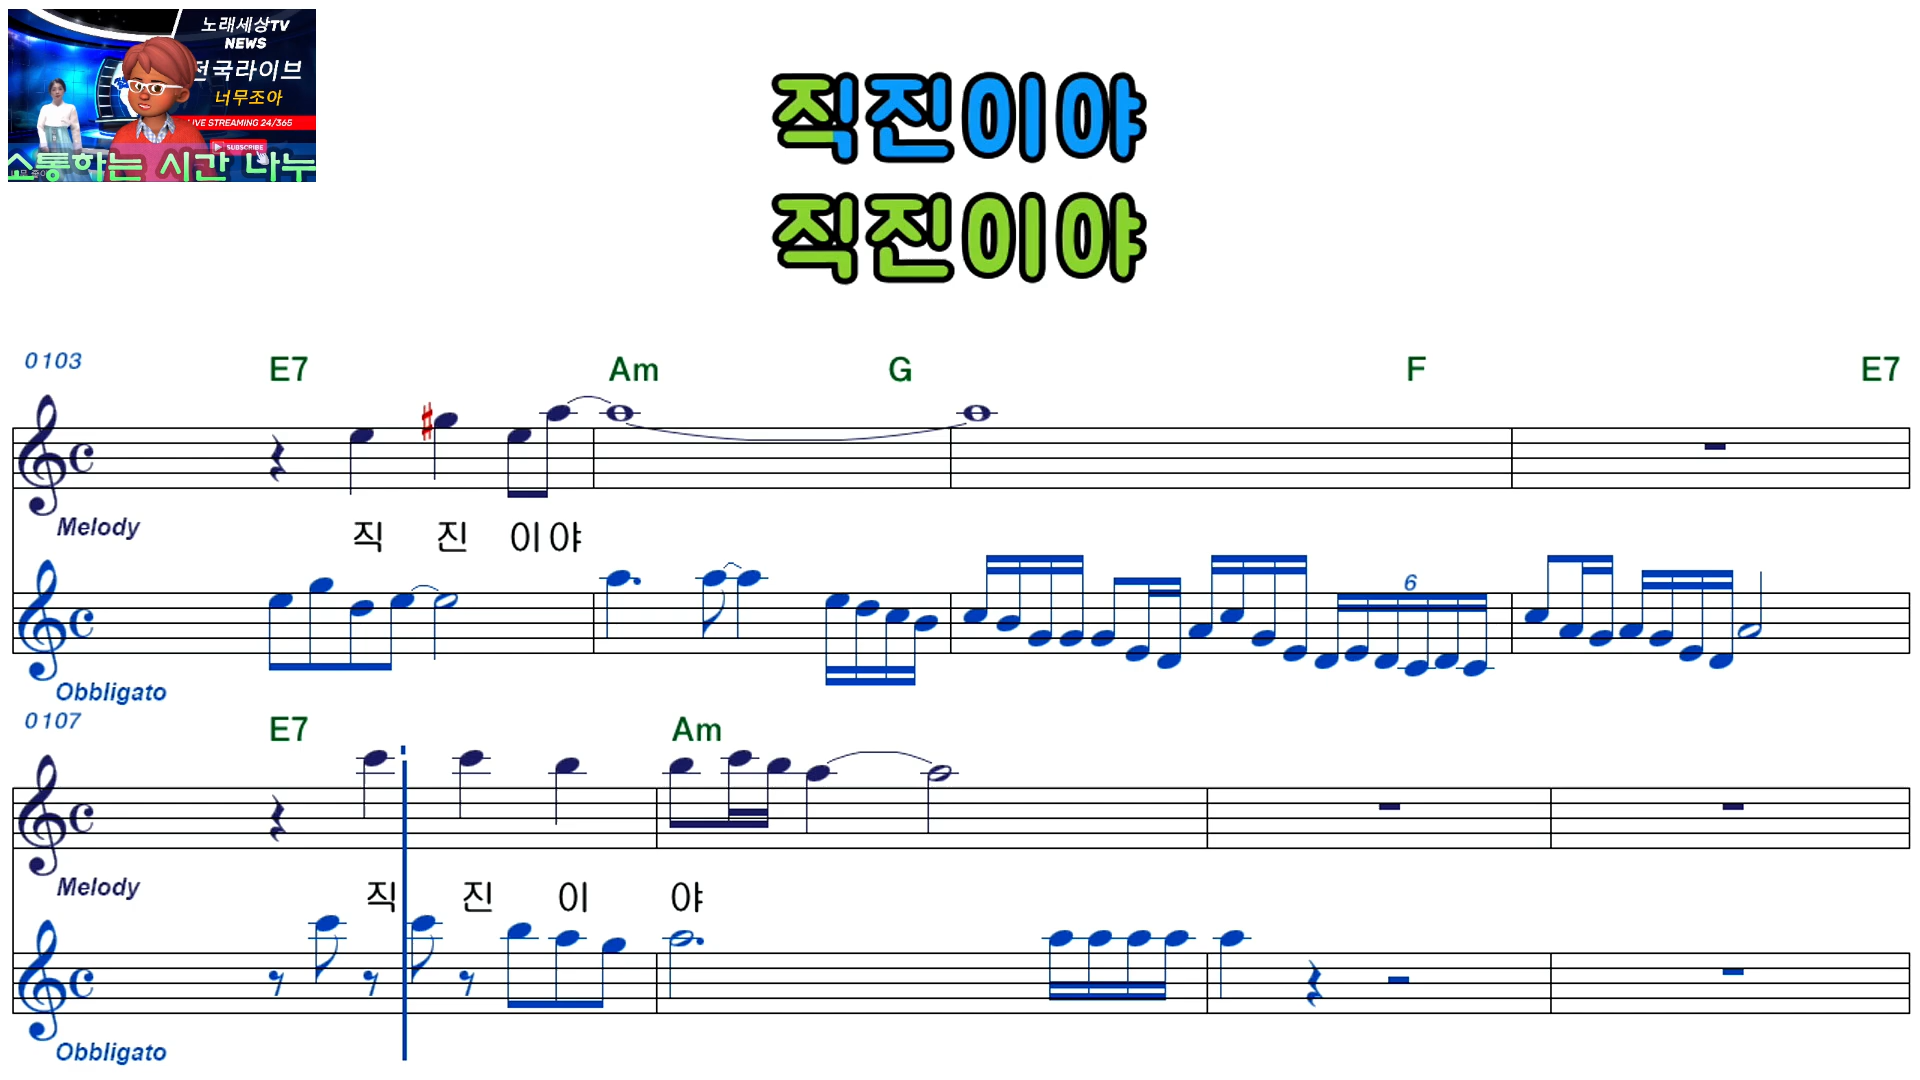 노래세상TV
NEWS
전국라이브
너무조아
LIVE STREAMING 24/365
SUBSCRIBE
소통하는 시간 나누
직진이야
직진이야
0103
E7 Am G F E7
Melody
직 진 이 야
6
Obbligato
0107
E7 Am
Melody
직 진 이 야
Obbligato